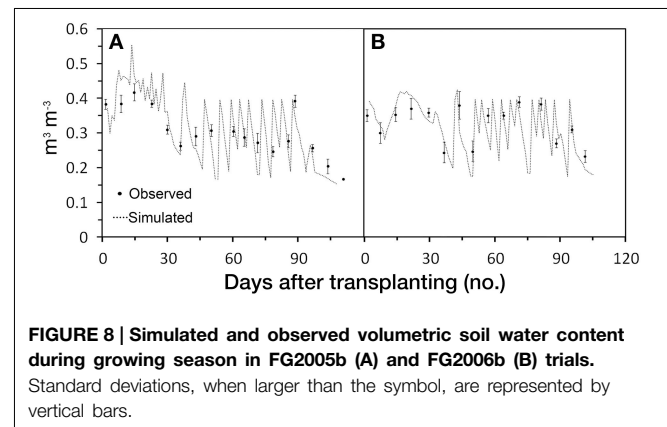 0.6
0.5
0.4
0.3
0.2
0.1
0
m³ m⁻³
A
B
Observed
Simulated
0 30 60 90 0 30 60 90 120
Days after transplanting (no.)
FIGURE 8 | Simulated and observed volumetric soil water content
during growing season in FG2005b (A) and FG2006b (B) trials.
Standard deviations, when larger than the symbol, are represented by
vertical bars.